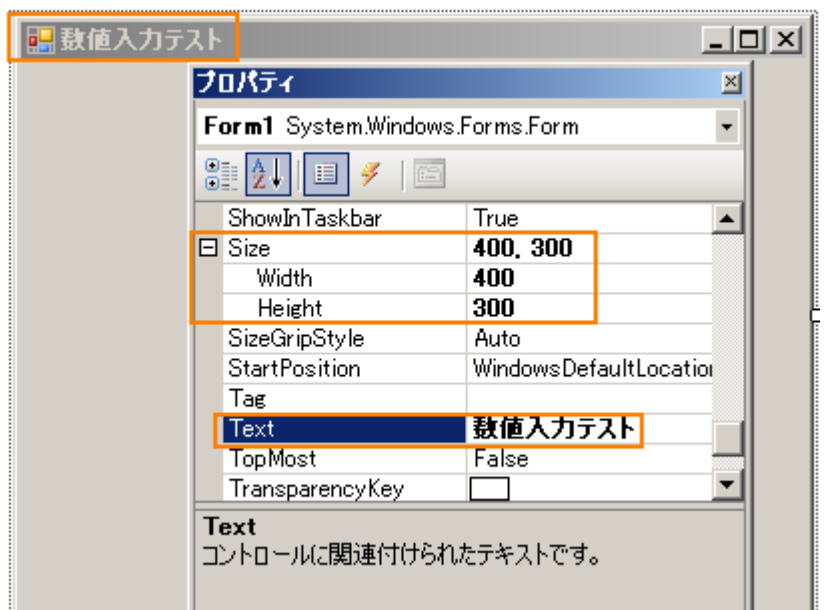 数値入力テスト
プロパティ
Form1 System.Windows.Forms.Form
ShowInTaskbar True
Size 400, 300
Width 400
Height 300
SizeGripStyle Auto
StartPosition WindowsDefaultLocation
Tag
Text 数値入力テスト
TopMost False
TransparencyKey
Text
コントロールに関連付けられたテキストです。